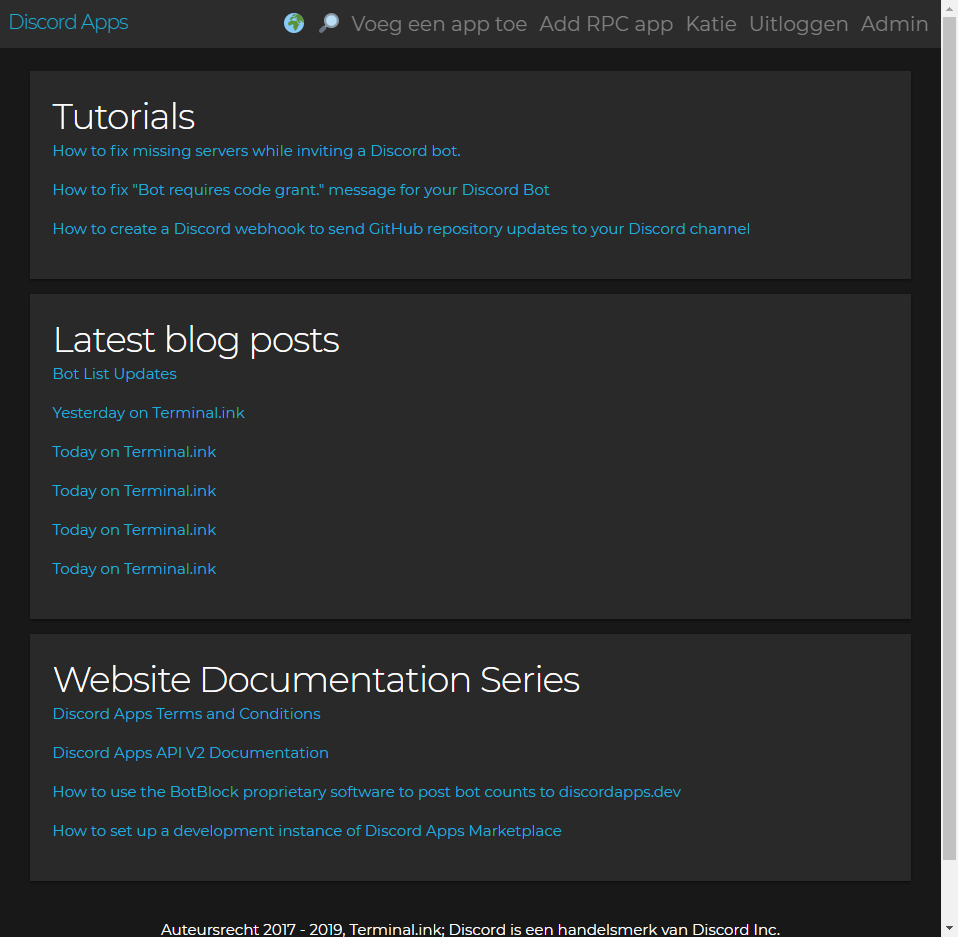 Discord Apps Voeg een app toe Add RPC app Katie Uitloggen Admin
Tutorials
How to fix missing servers while inviting a Discord bot.
How to fix "Bot requires code grant." message for your Discord Bot
How to create a Discord webhook to send GitHub repository updates to your Discord channel
Latest blog posts
Bot List Updates
Yesterday on Terminal.ink
Today on Terminal.ink
Today on Terminal.ink
Today on Terminal.ink
Today on Terminal.ink
Website Documentation Series
Discord Apps Terms and Conditions
Discord Apps API V2 Documentation
How to use the BotBlock proprietary software to post bot counts to discordapps.dev
How to set up a development instance of Discord Apps Marketplace
Auteursrecht 2017 - 2019, Terminal.ink; Discord is een handelsmerk van Discord Inc.